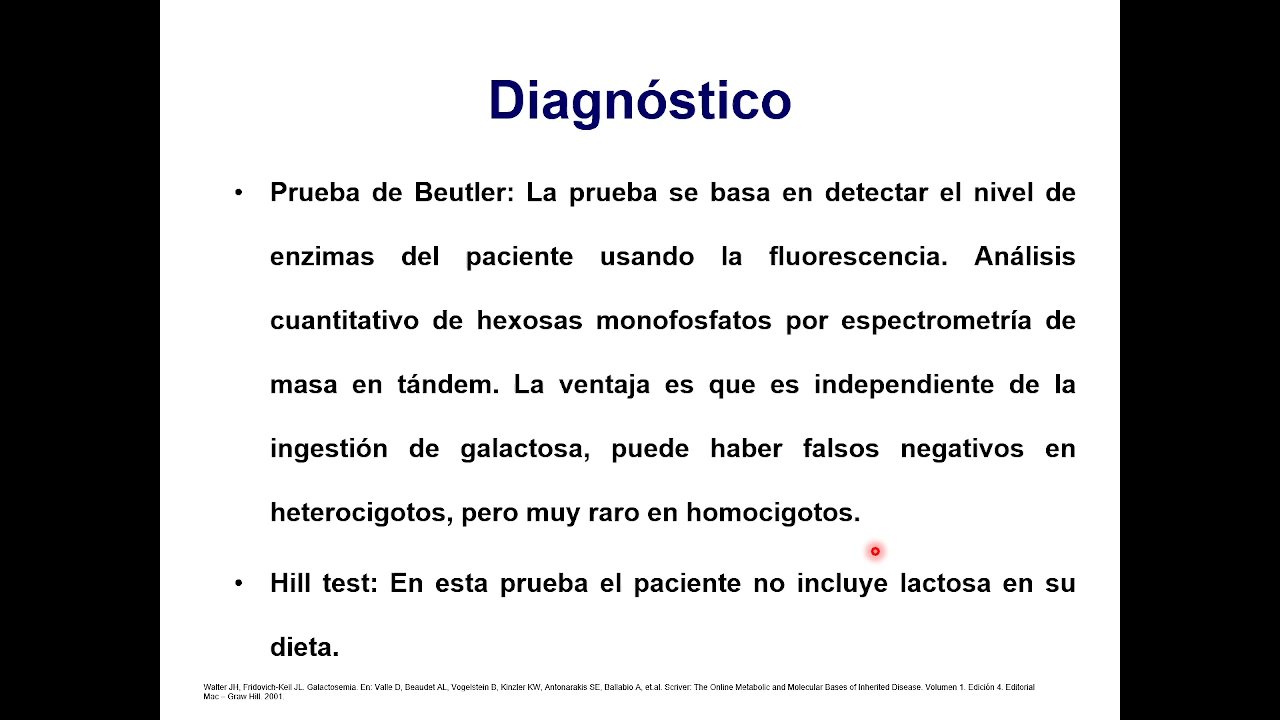 Diagnóstico
• Prueba de Beutler: La prueba se basa en detectar el nivel de
enzimas del paciente usando la fluorescencia. Análisis
cuantitativo de hexosas monofosfatos por espectrometría de
masa en tándem. La ventaja es que es independiente de la
ingestión de galactosa, puede haber falsos negativos en
heterocigotos, pero muy raro en homocigotos.
• Hill test: En esta prueba el paciente no incluye lactosa en su
dieta.
Walter JH, Fridovich-Keil JL. Galactosemia. En: Valle D, Beaudet AL, Vogelstein B, Kinzler KW, Antonarakis SE, Ballabio A, et.al. Scriver: The Online Metabolic and Molecular Bases of Inherited Disease. Volumen 1. Edición 4. Editorial
Mac – Graw Hill. 2001.